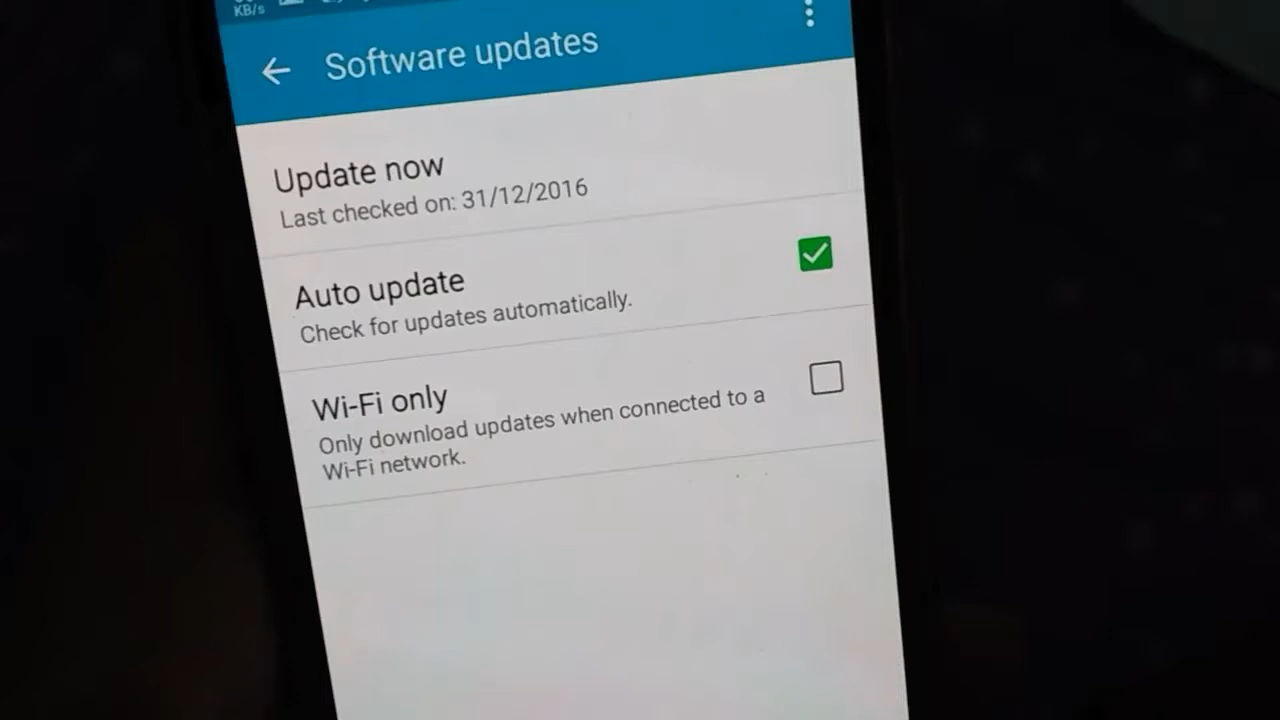 KB/s
Software updates
Update now
Last checked on: 31/12/2016
Auto update
Check for updates automatically.
Wi-Fi only
Only download updates when connected to a
Wi-Fi network.